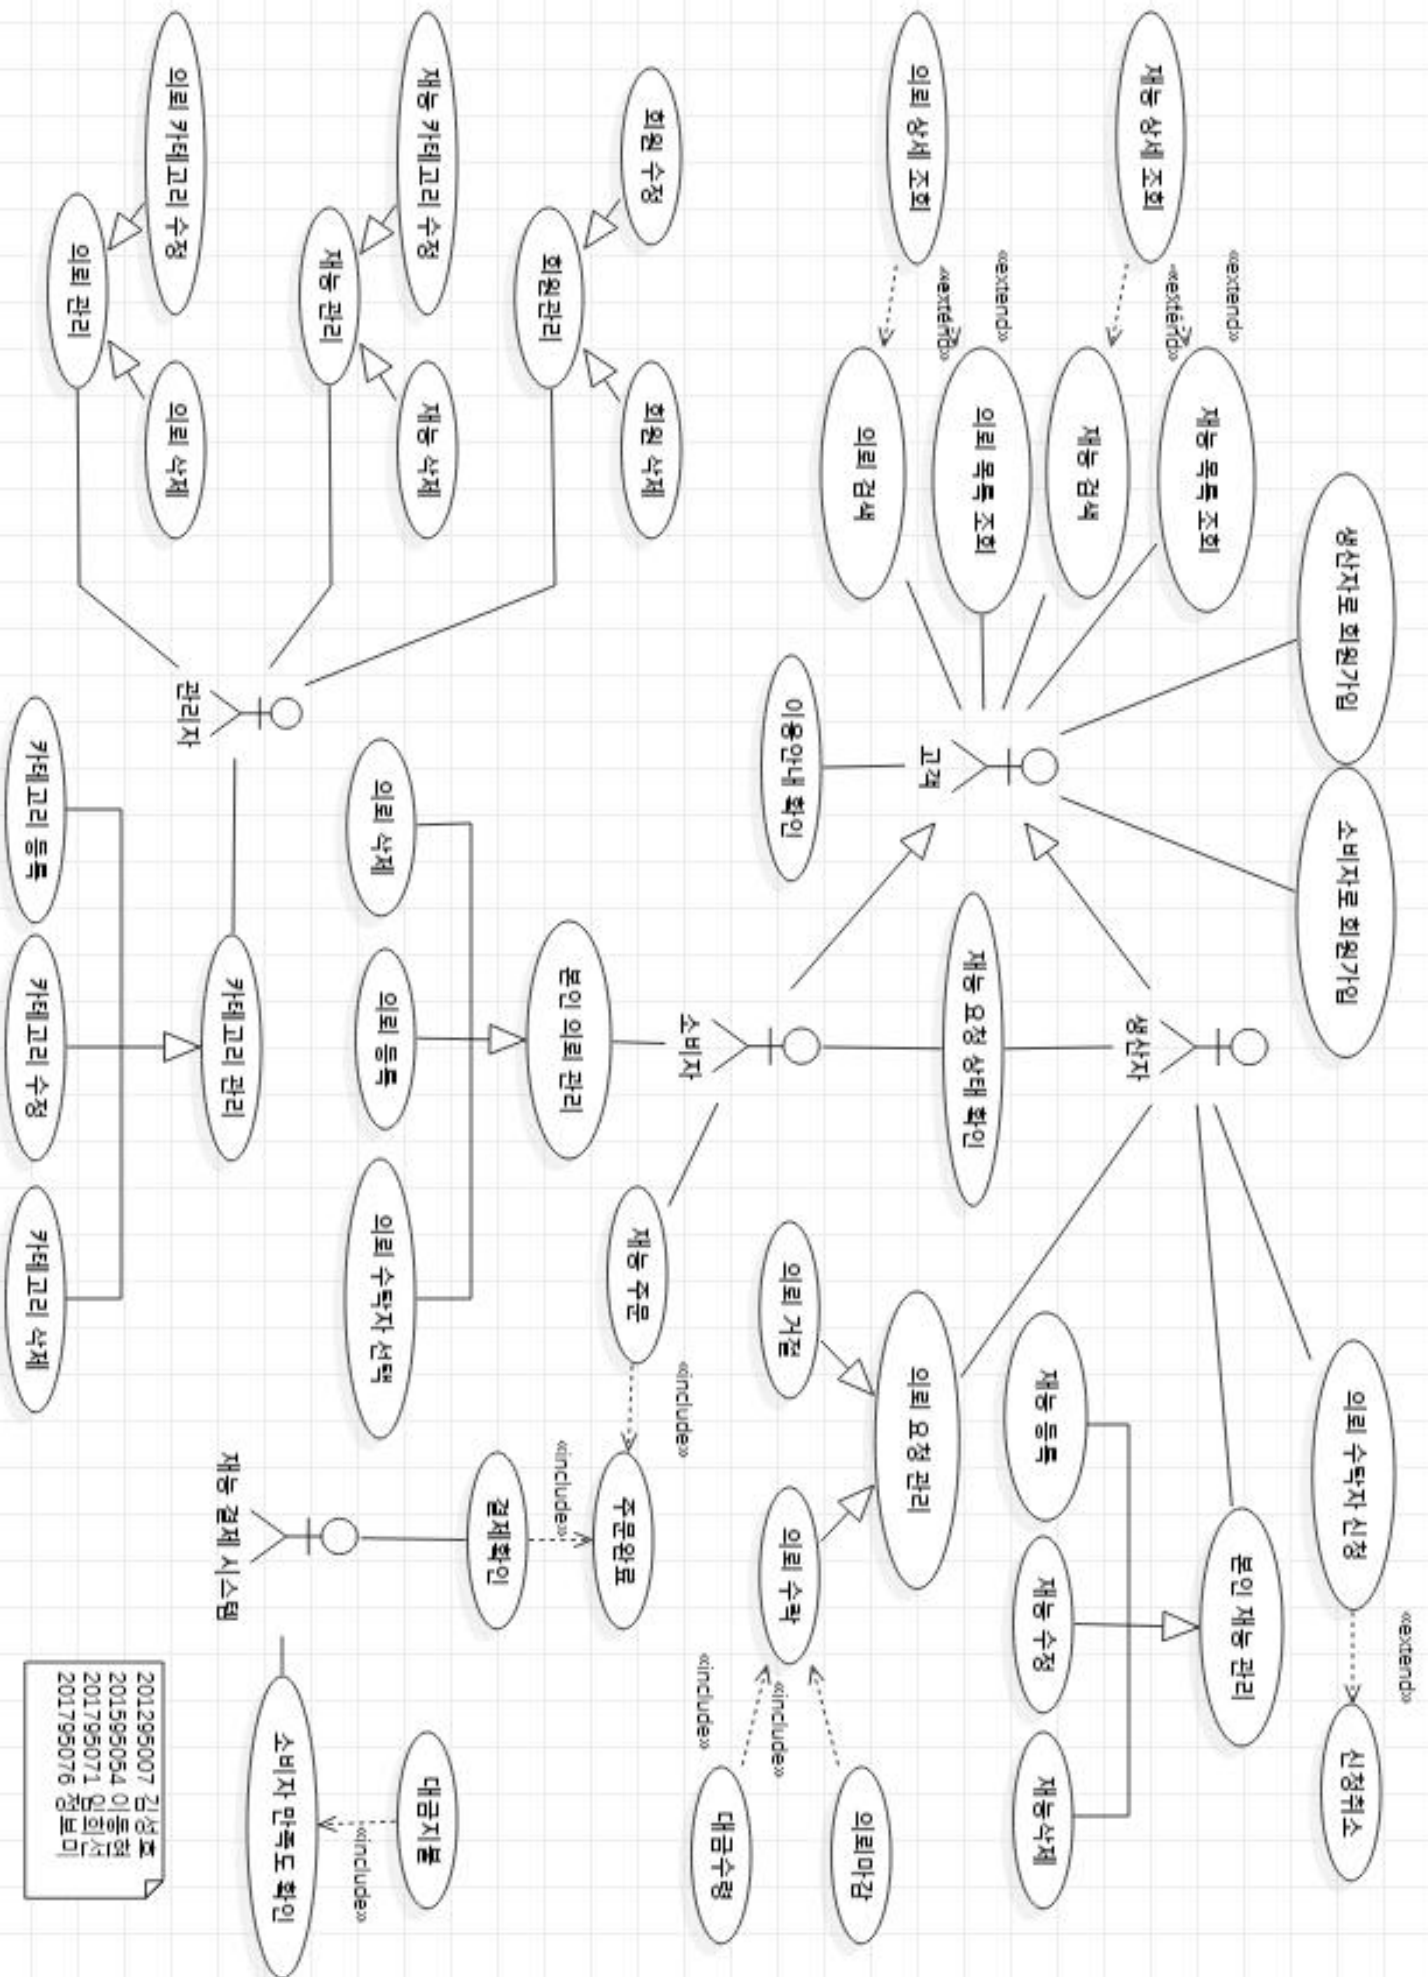 생산자로 회원가입
소비자로 회원가입
«extend»
«extend»
재능 상세 조회
재능 목록 조회
재능 검색
«extend»
«extend»
의뢰 상세 조회
의뢰 목록 조회
의뢰 검색
고객
이용안내 확인
생산자
재능 요청 상태 확인
소비자
의뢰 수탁자 신청
«extend»
신청취소
본인 재능 관리
재능 등록
재능 수정
재능삭제
의뢰 요청 관리
의뢰 거절
의뢰 수락
의뢰마감
«include»
«include»
대금수령
회원 수정
회원 삭제
회원관리
재능 카테고리 수정
재능 삭제
재능 관리
의뢰 카테고리 수정
의뢰 삭제
의뢰 관리
관리자
본인 의뢰 관리
의뢰 삭제
의뢰 등록
의뢰 수탁자 선택
재능 주문
«include»
주문완료
«include»
결제확인
재능 결제 시스템
대금지불
«include»
소비자 만족도 확인
카테고리 관리
카테고리 등록
카테고리 수정
카테고리 삭제
201295007 김성호
201595054 이동현
201795071 임희선
201795076 정보미